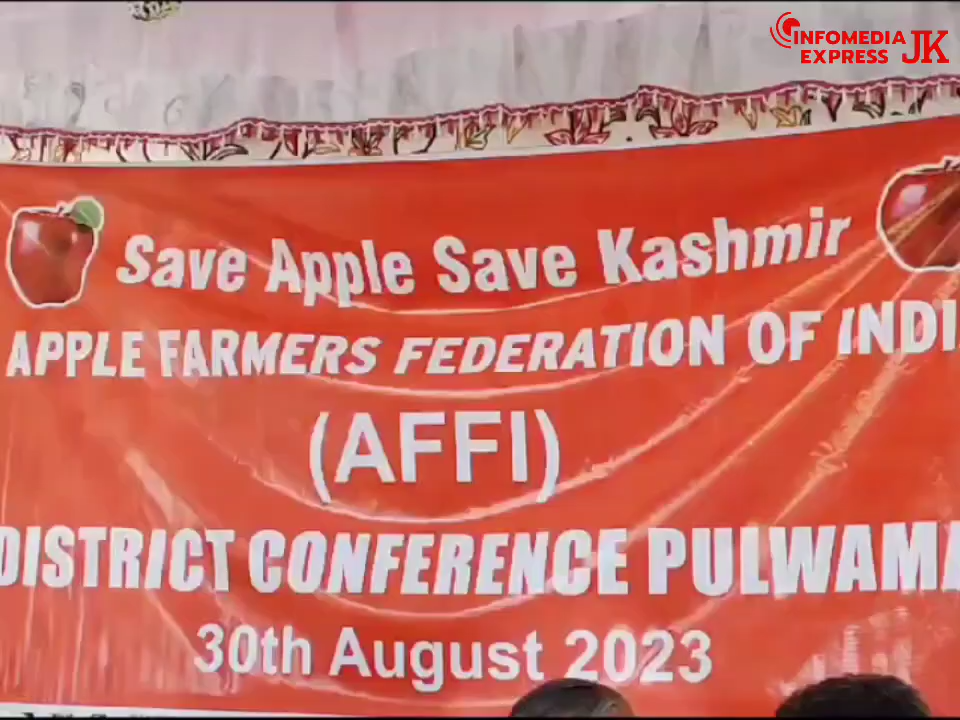 INFOMEDIA
EXPRESS JK
Save Apple Save Kashmir
APPLE FARMERS FEDERATION OF INDI
(AFFI)
DISTRICT CONFERENCE PULWAMA
30th August 2023